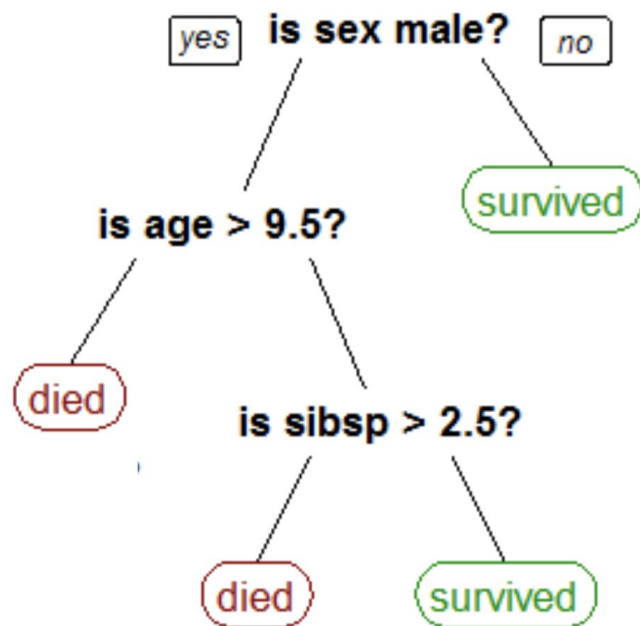 yes is sex male? no
survived
is age > 9.5?
died
is sibsp > 2.5?
died survived